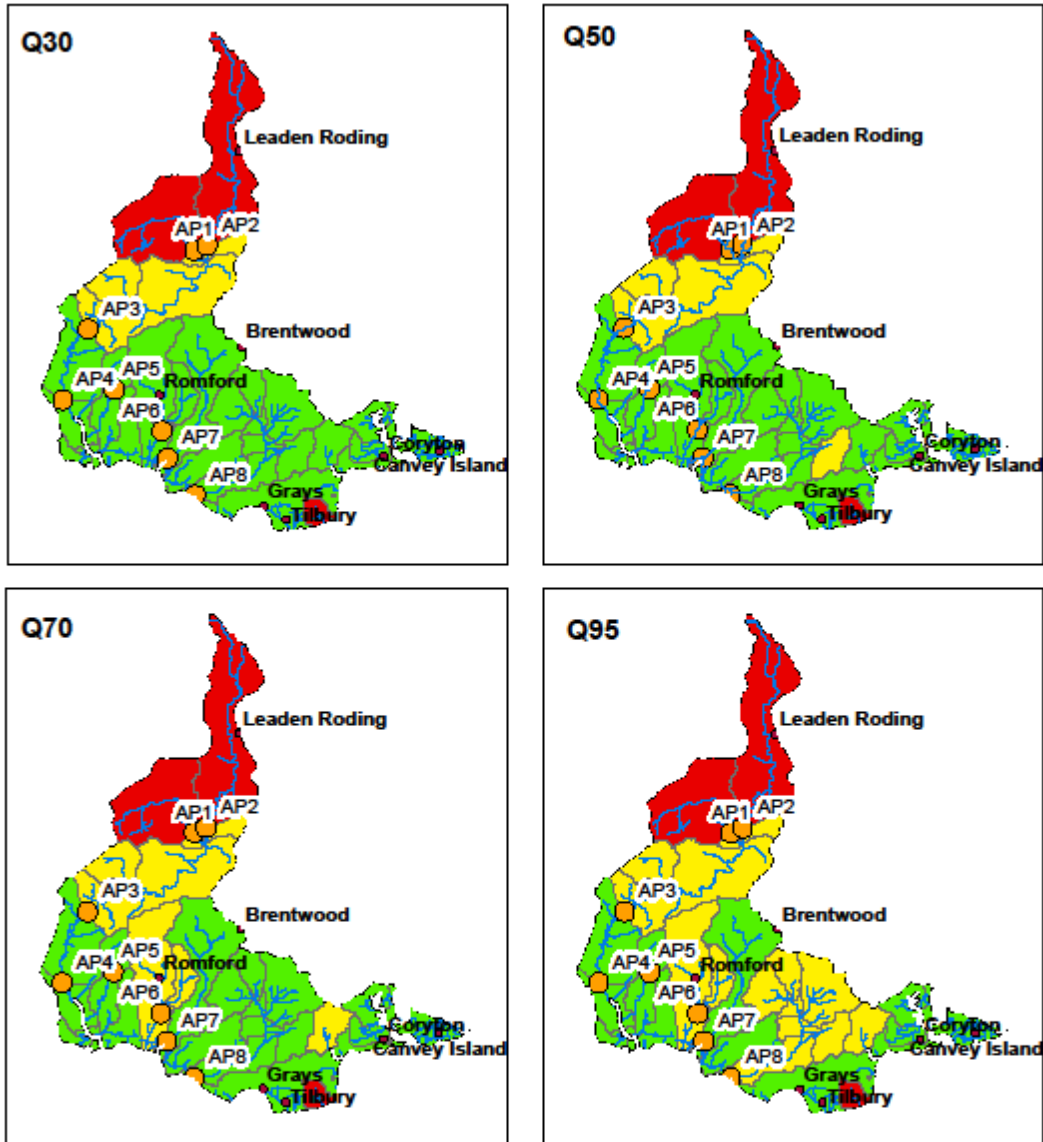 Q30
Leaden Roding
AP1 AP2
AP3
Brentwood
AP4 AP5
Romford
AP6
AP7
AP8
Coryton
Canvey Island
Grays
Tilbury
Q50
Leaden Roding
AP1 AP2
AP3
Brentwood
AP4 AP5
Romford
AP6
AP7
AP8
Coryton
Canvey Island
Grays
Tilbury
Q70
Leaden Roding
AP1 AP2
AP3
Brentwood
AP4 AP5
Romford
AP6
AP7
AP8
Coryton
Canvey Island
Grays
Tilbury
Q95
Leaden Roding
AP1 AP2
AP3
Brentwood
AP4 AP5
Romford
AP6
AP7
AP8
Coryton
Canvey Island
Grays
Tilbury